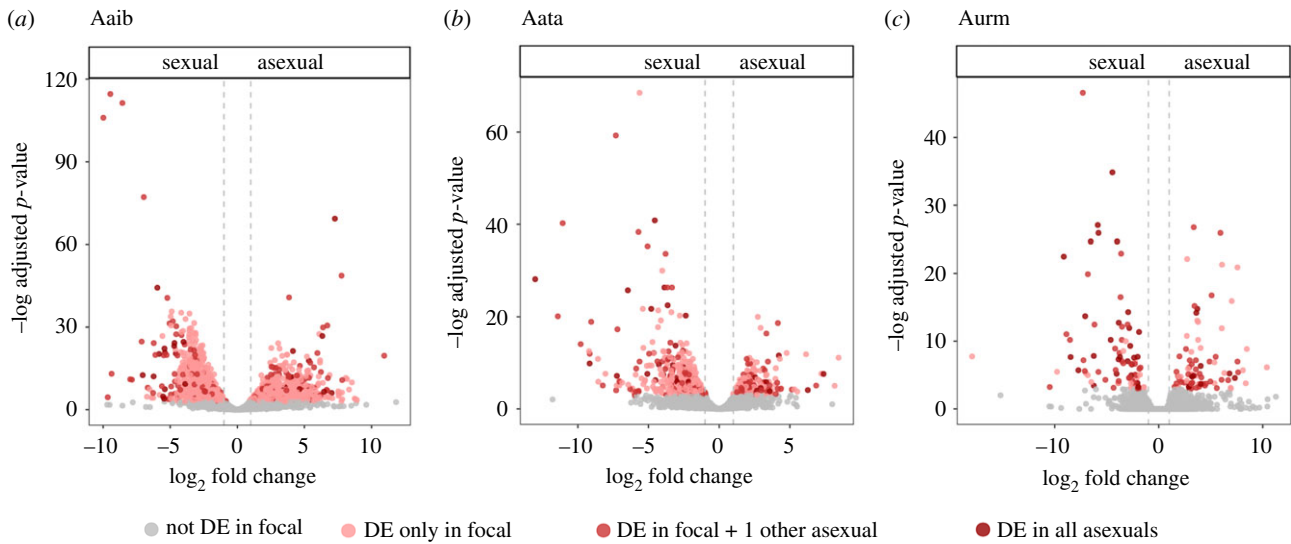 (a) Aaib
sexual asexual
120
90
60
30
0
–log adjusted p-value
–10 –5 0 5 10
log2 fold change
(b) Aata
sexual asexual
60
40
20
0
–log adjusted p-value
–10 –5 0 5
log2 fold change
(c) Aurm
sexual asexual
40
30
20
10
0
–log adjusted p-value
–10 0 10
log2 fold change
not DE in focal DE only in focal DE in focal + 1 other asexual DE in all asexuals